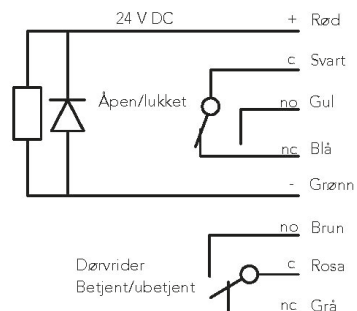 24 V DC
+ Rød
c Svart
Åpen/lukket
no Gul
nc Blå
- Grønn
no Brun
Dørvrider
c Rosa
Betjent/ubetjent
nc Grå